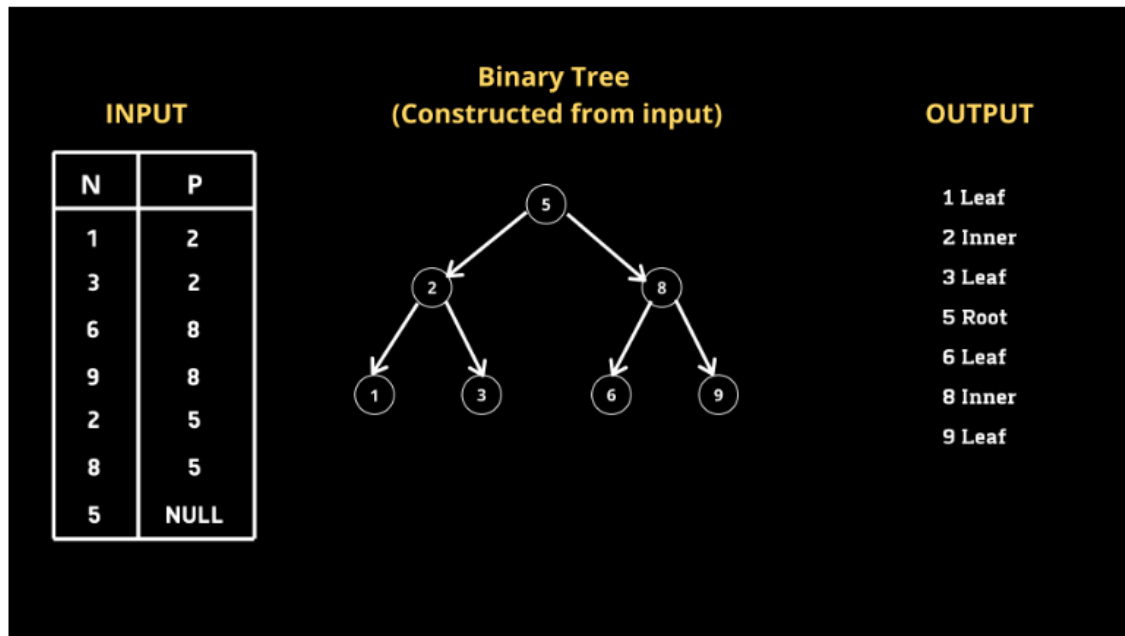 INPUT
N P
1 2
3 2
6 8
9 8
2 5
8 5
5 NULL
Binary Tree
(Constructed from input)
5
2 8
1 3 6 9
OUTPUT
1 Leaf
2 Inner
3 Leaf
5 Root
6 Leaf
8 Inner
9 Leaf